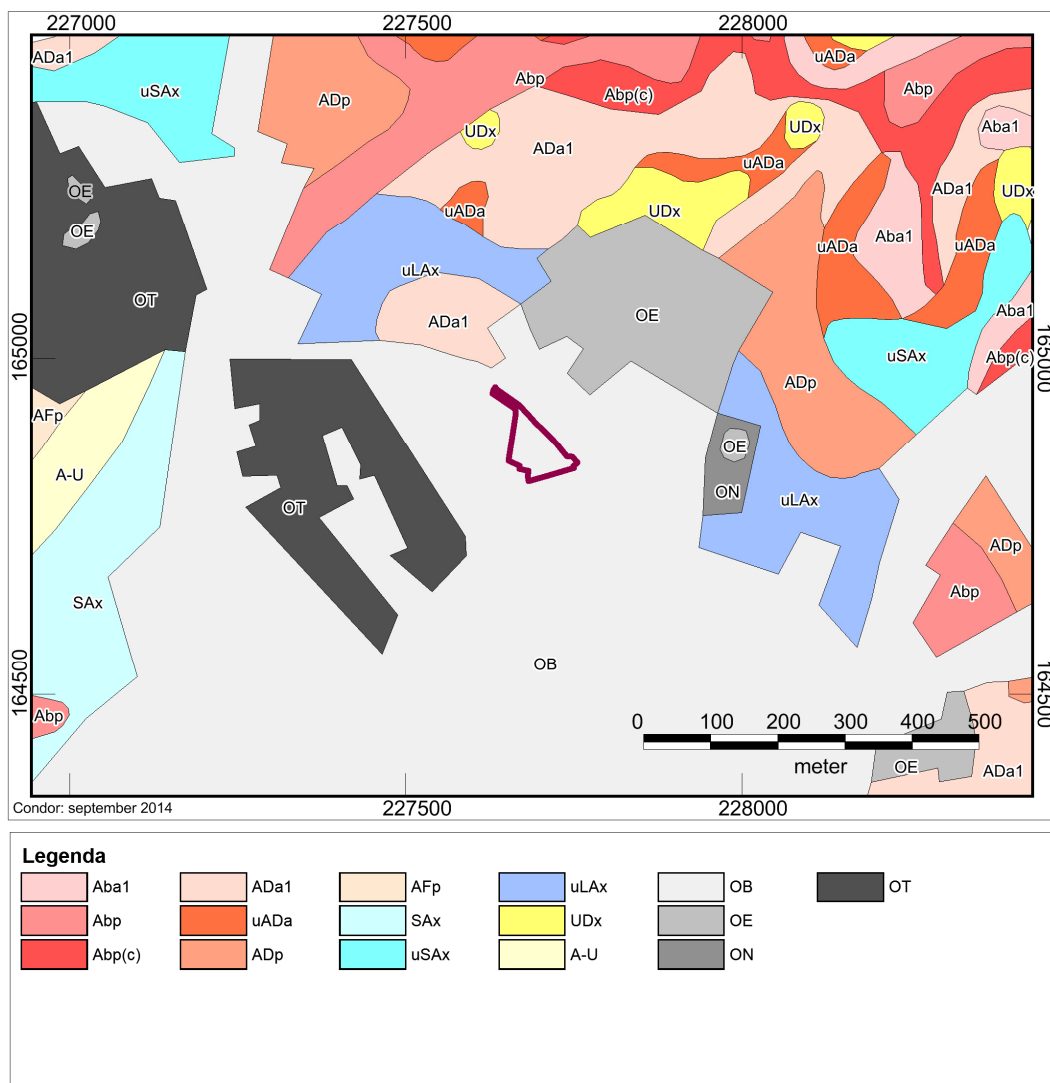 227000 227500 228000
ADa1
uSAx
ADp
Abp
Abp(c)
uADa
Abp
Aba1
UDx
ADa1
UDx
uADa
ADa1
UDx
OE
OE
uADa
UDx
uADa
Aba1
uADa
OT
uLAx
ADa1
OE
Aba1
165000
165000
uSAx
Abp(c)
ADp
AFp
A-U
OE
ON
uLAx
OT
ADp
Abp
SAx
OB
164500
164500
Abp
0 100 200 300 400 500
meter
OE
ADa1
Condor: september 2014
227500 228000
Legenda
Aba1 ADa1 AFp uLAx OB OT
Abp uADa SAx UDx OE
Abp(c) ADp uSAx A-U ON